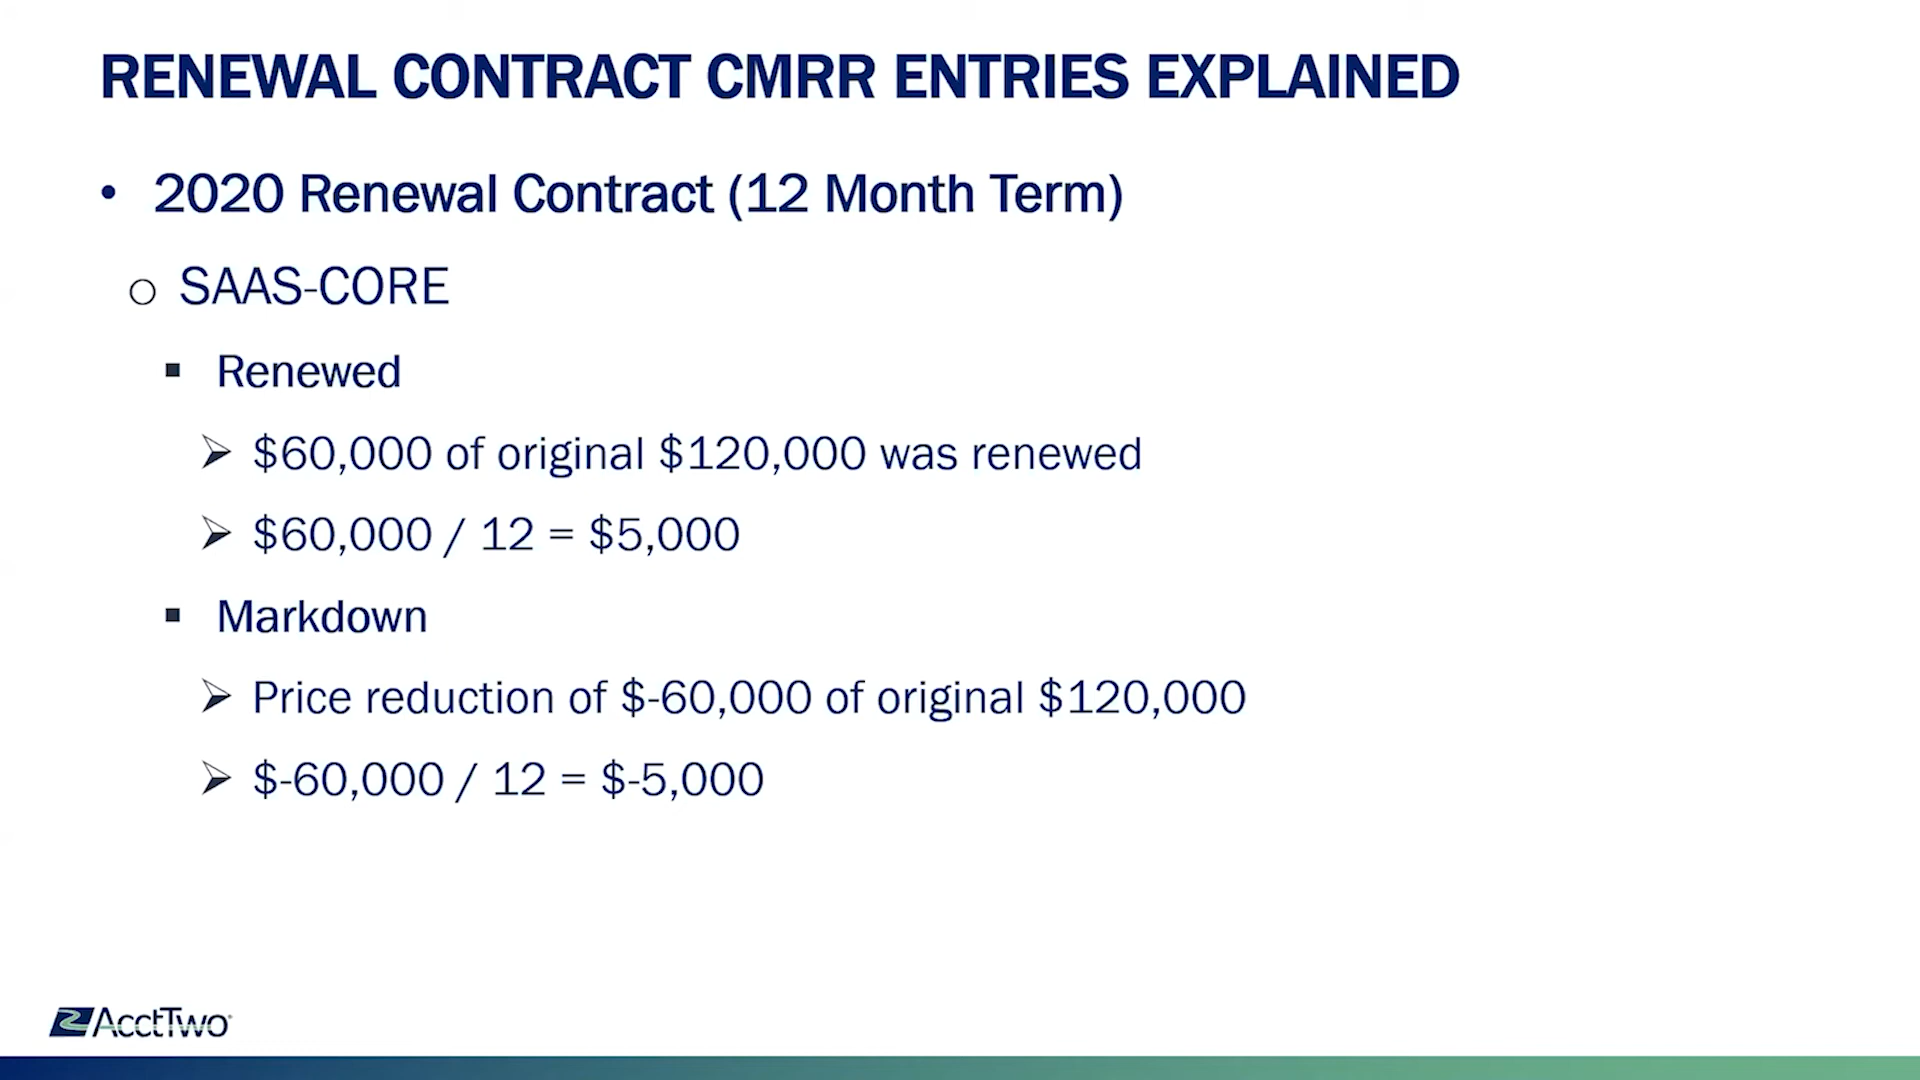 RENEWAL CONTRACT CMRR ENTRIES EXPLAINED
• 2020 Renewal Contract (12 Month Term)
o SAAS-CORE
▪ Renewed
➢ $60,000 of original $120,000 was renewed
➢ $60,000 / 12 = $5,000
▪ Markdown
➢ Price reduction of $-60,000 of original $120,000
➢ $-60,000 / 12 = $-5,000
AcctTwo